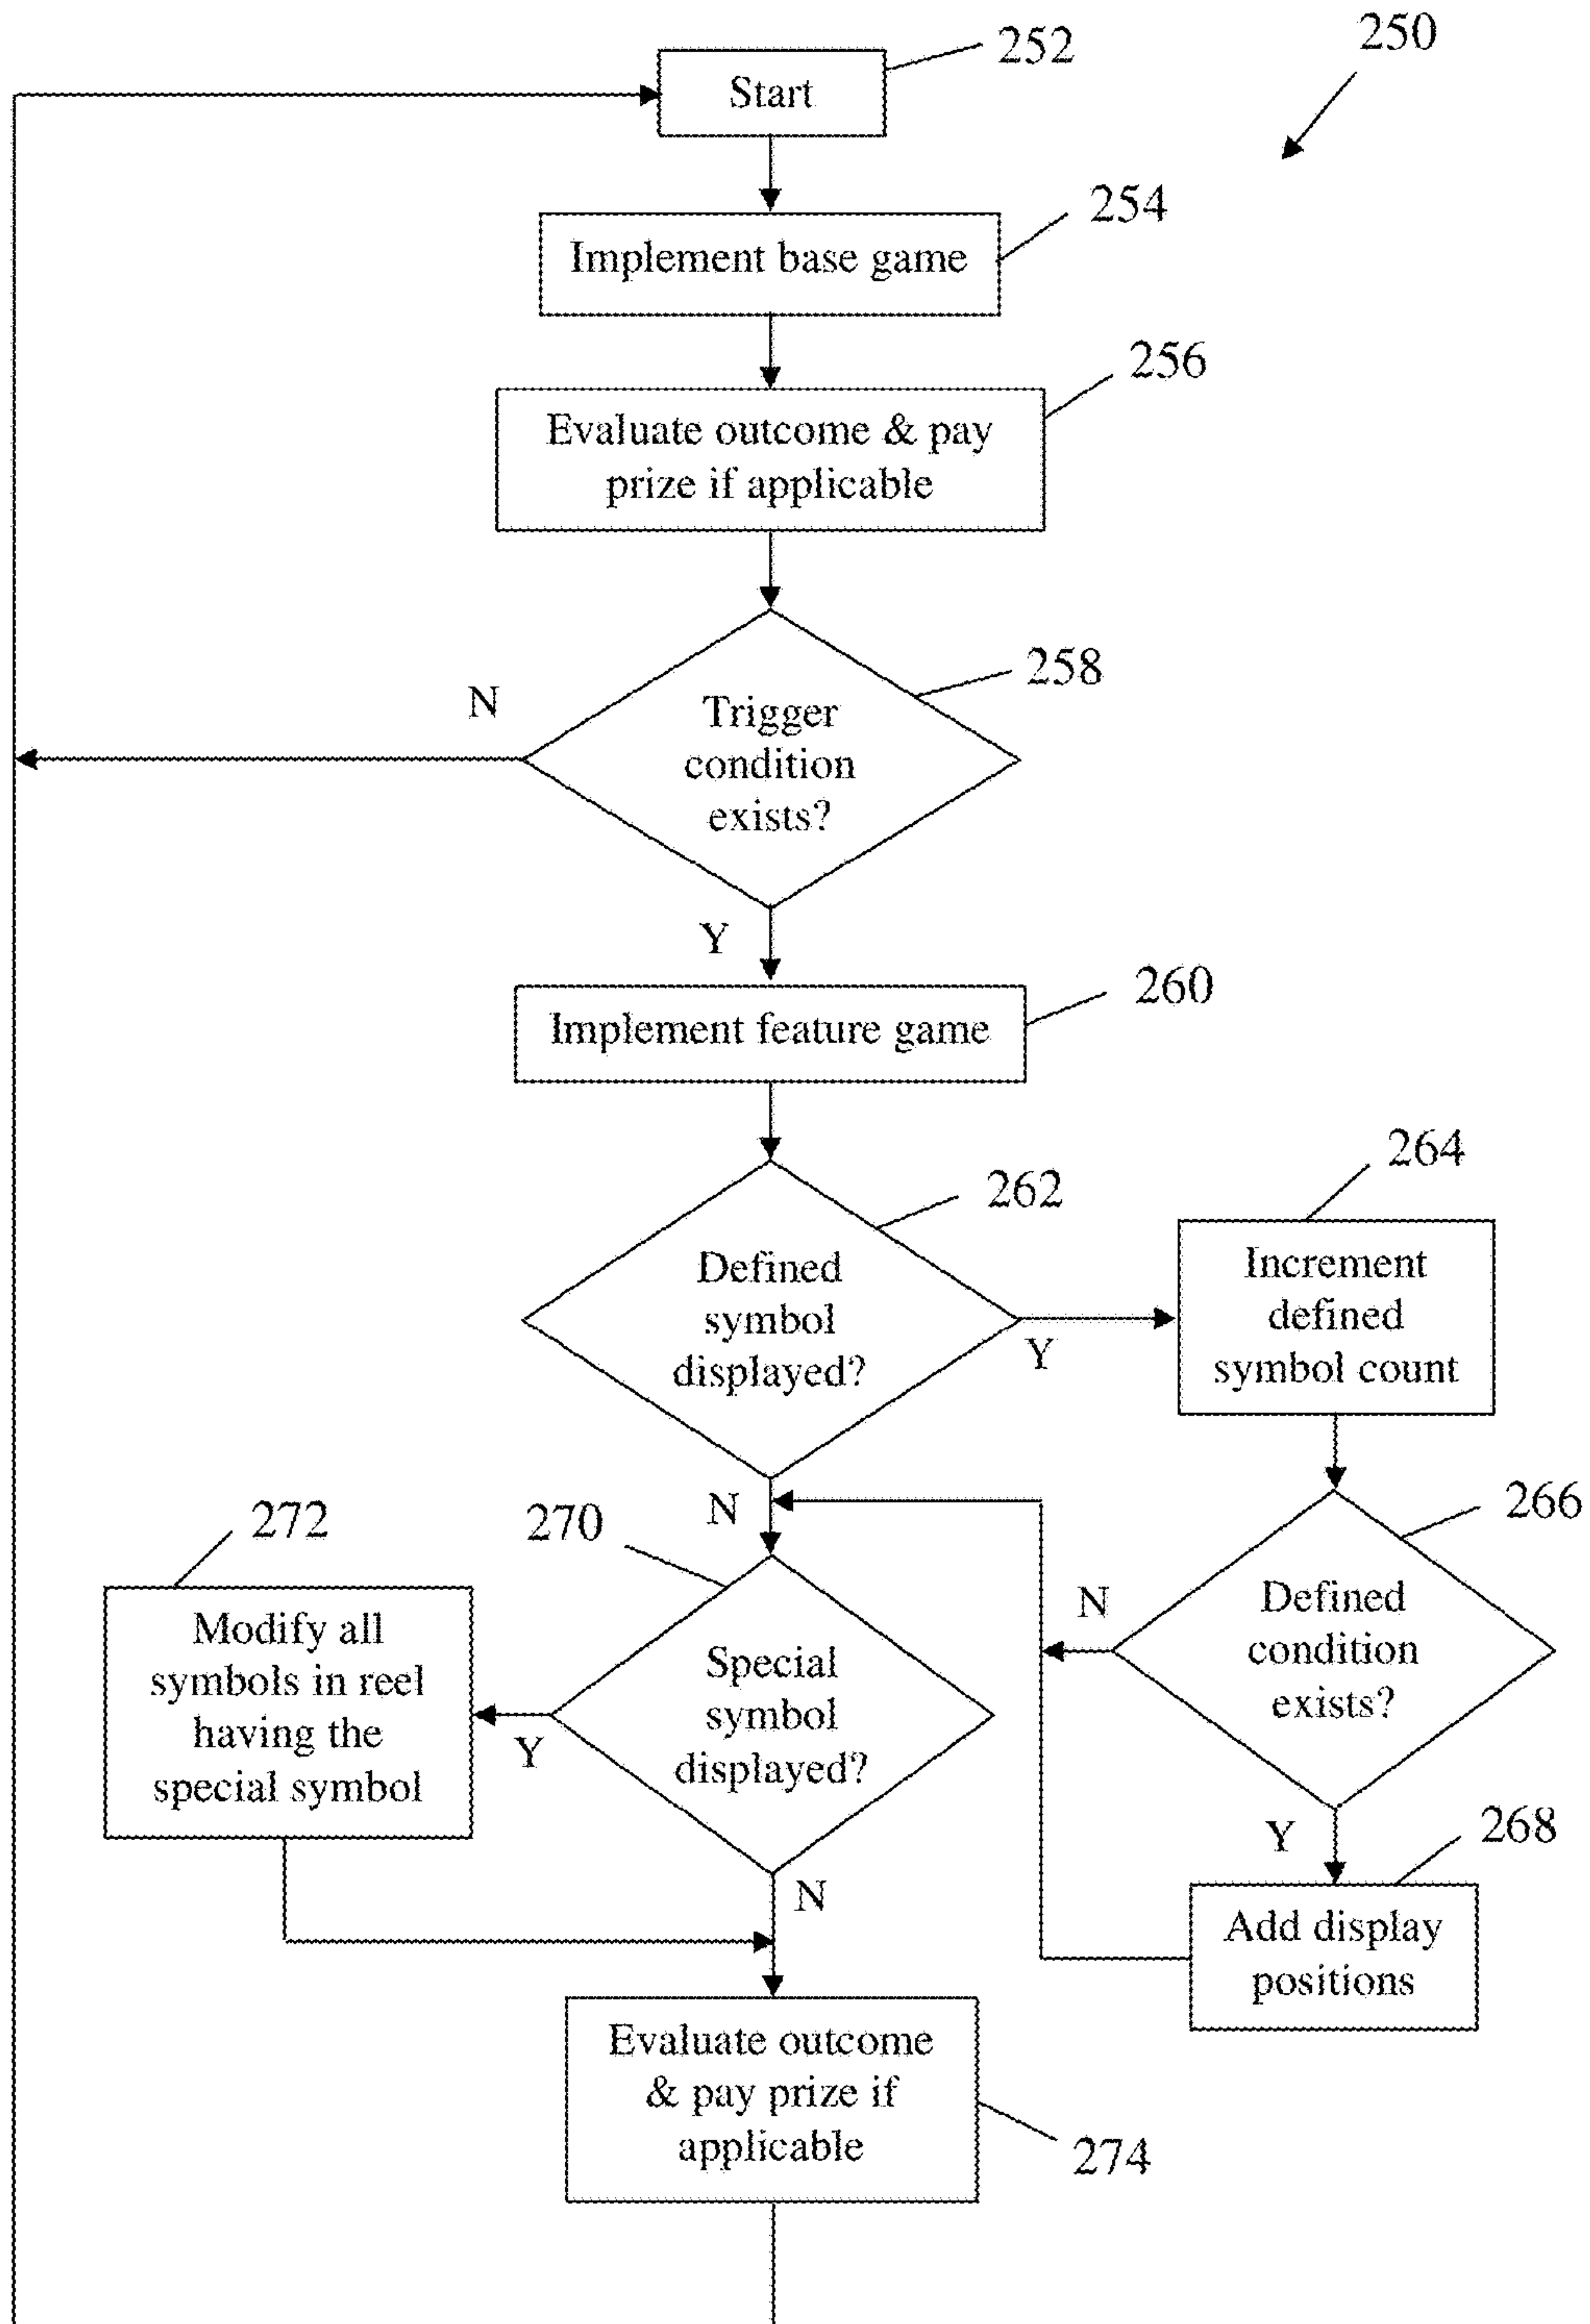 250
252
Start
254
Implement base game
256
Evaluate outcome & pay
prize if applicable
258
N
Trigger
condition
exists?
Y
260
Implement feature game
262
Defined
symbol
displayed?
Y
264
Increment
defined
symbol count
N
266
Defined
condition
exists?
N
Y
268
Add display
positions
270
Special
symbol
displayed?
Y
N
272
Modify all
symbols in reel
having the
special symbol
Evaluate outcome
& pay prize if
applicable
274